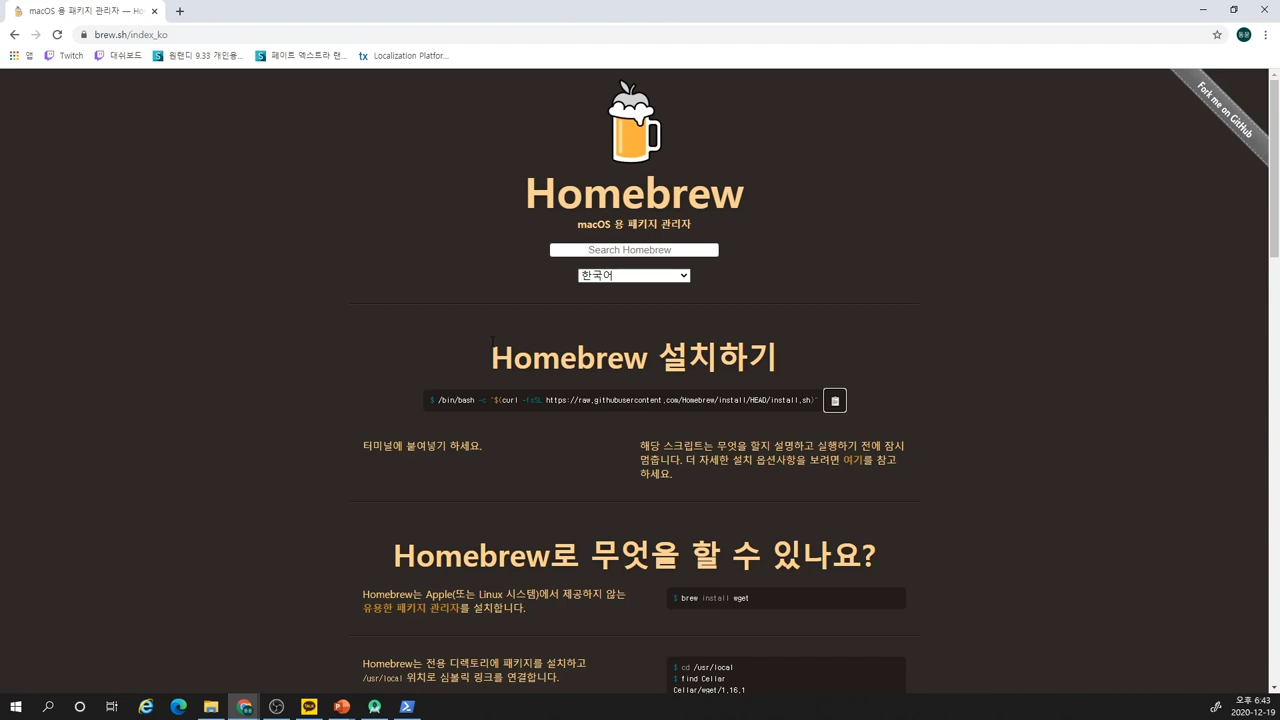 macOS 용 패키지 관리자 — Ho
brew.sh/index_ko
앱
Twitch
대쉬보드
원랜디 9.33 개인용...
페이트 엑스트라 랜...
tx Localization Platfor...
Fork me on GitHub
Homebrew
macOS 용 패키지 관리자
Search Homebrew
한국어
Homebrew 설치하기
$ /bin/bash -c "$(curl -fsSL https://raw.githubusercontent.com/Homebrew/install/HEAD/install.sh)"
터미널에 붙여넣기 하세요.
해당 스크립트는 무엇을 할지 설명하고 실행하기 전에 잠시
멈춥니다. 더 자세한 설치 옵션사항을 보려면 여기를 참고
하세요.
Homebrew로 무엇을 할 수 있나요?
Homebrew는 Apple(또는 Linux 시스템)에서 제공하지 않는
유용한 패키지 관리자를 설치합니다.
$ brew install wget
Homebrew는 전용 디렉토리에 패키지를 설치하고
/usr/local 위치로 심볼릭 링크를 연결합니다.
$ cd /usr/local
$ find Cellar
Cellar/wget/1.16.1
TALK
오후 6:43
2020-12-19